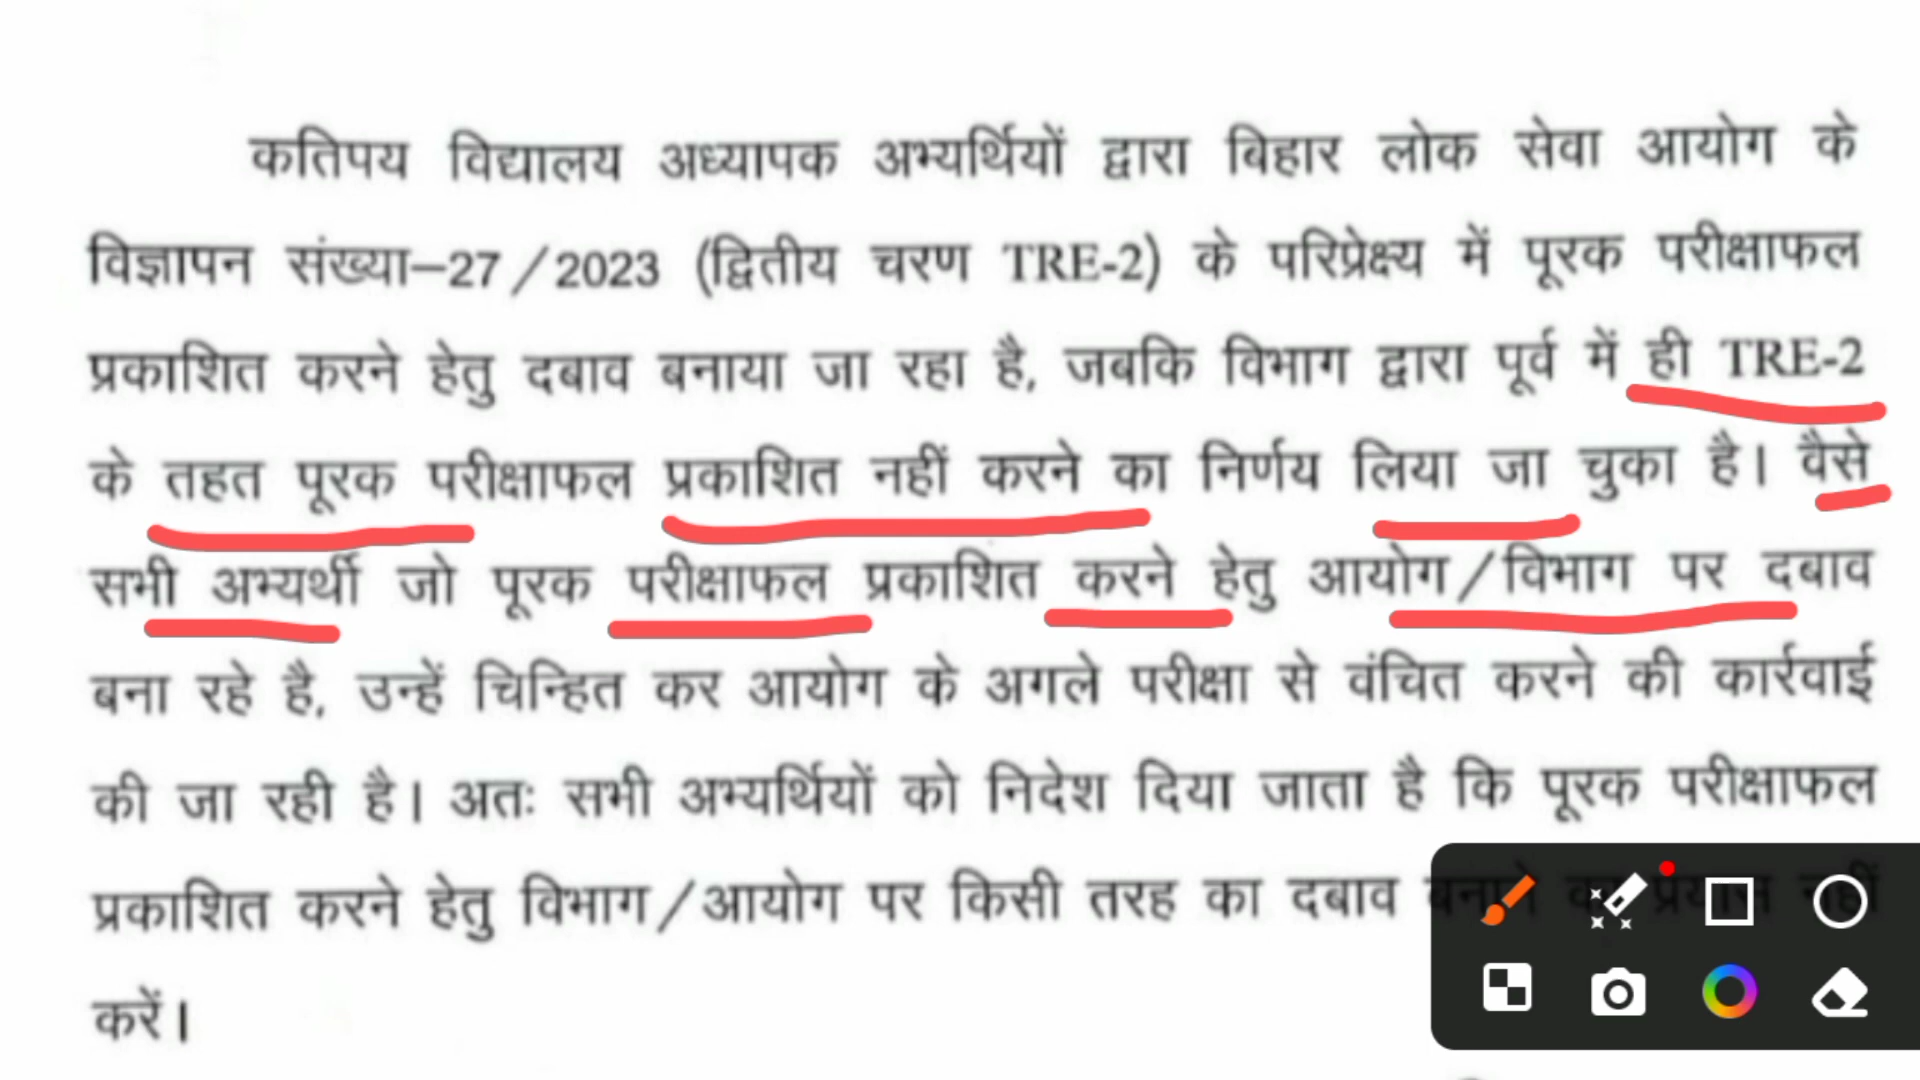 कतिपय विद्यालय अध्यापक अभ्यर्थियों द्वारा बिहार लोक सेवा आयोग के
विज्ञापन संख्या–27/2023 (द्वितीय चरण TRE-2) के परिप्रेक्ष्य में पूरक परीक्षाफल
प्रकाशित करने हेतु दबाव बनाया जा रहा है, जबकि विभाग द्वारा पूर्व में ही TRE-2
के तहत पूरक परीक्षाफल प्रकाशित नहीं करने का निर्णय लिया जा चुका है। वैसे
सभी अभ्यर्थी जो पूरक परीक्षाफल प्रकाशित करने हेतु आयोग/विभाग पर दबाव
बना रहे है, उन्हें चिन्हित कर आयोग के अगले परीक्षा से वंचित करने की कार्रवाई
की जा रही है। अतः सभी अभ्यर्थियों को निदेश दिया जाता है कि पूरक परीक्षाफल
प्रकाशित करने हेतु विभाग/आयोग पर किसी तरह का दबाव बनाने का प्रयास नहीं
करें।